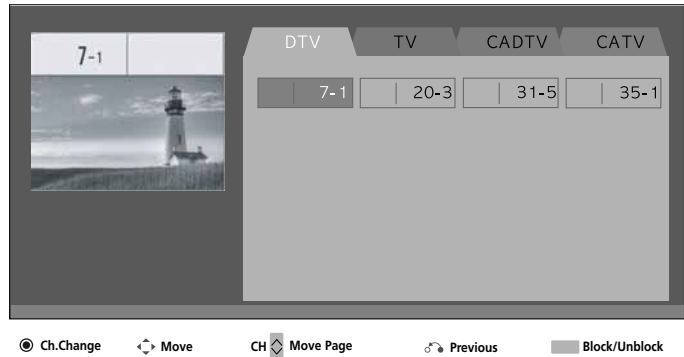 7-1
DTV TV CADTV CATV
7-1 20-3 31-5 35-1
Ch.Change Move CH Move Page Previous Block/Unblock